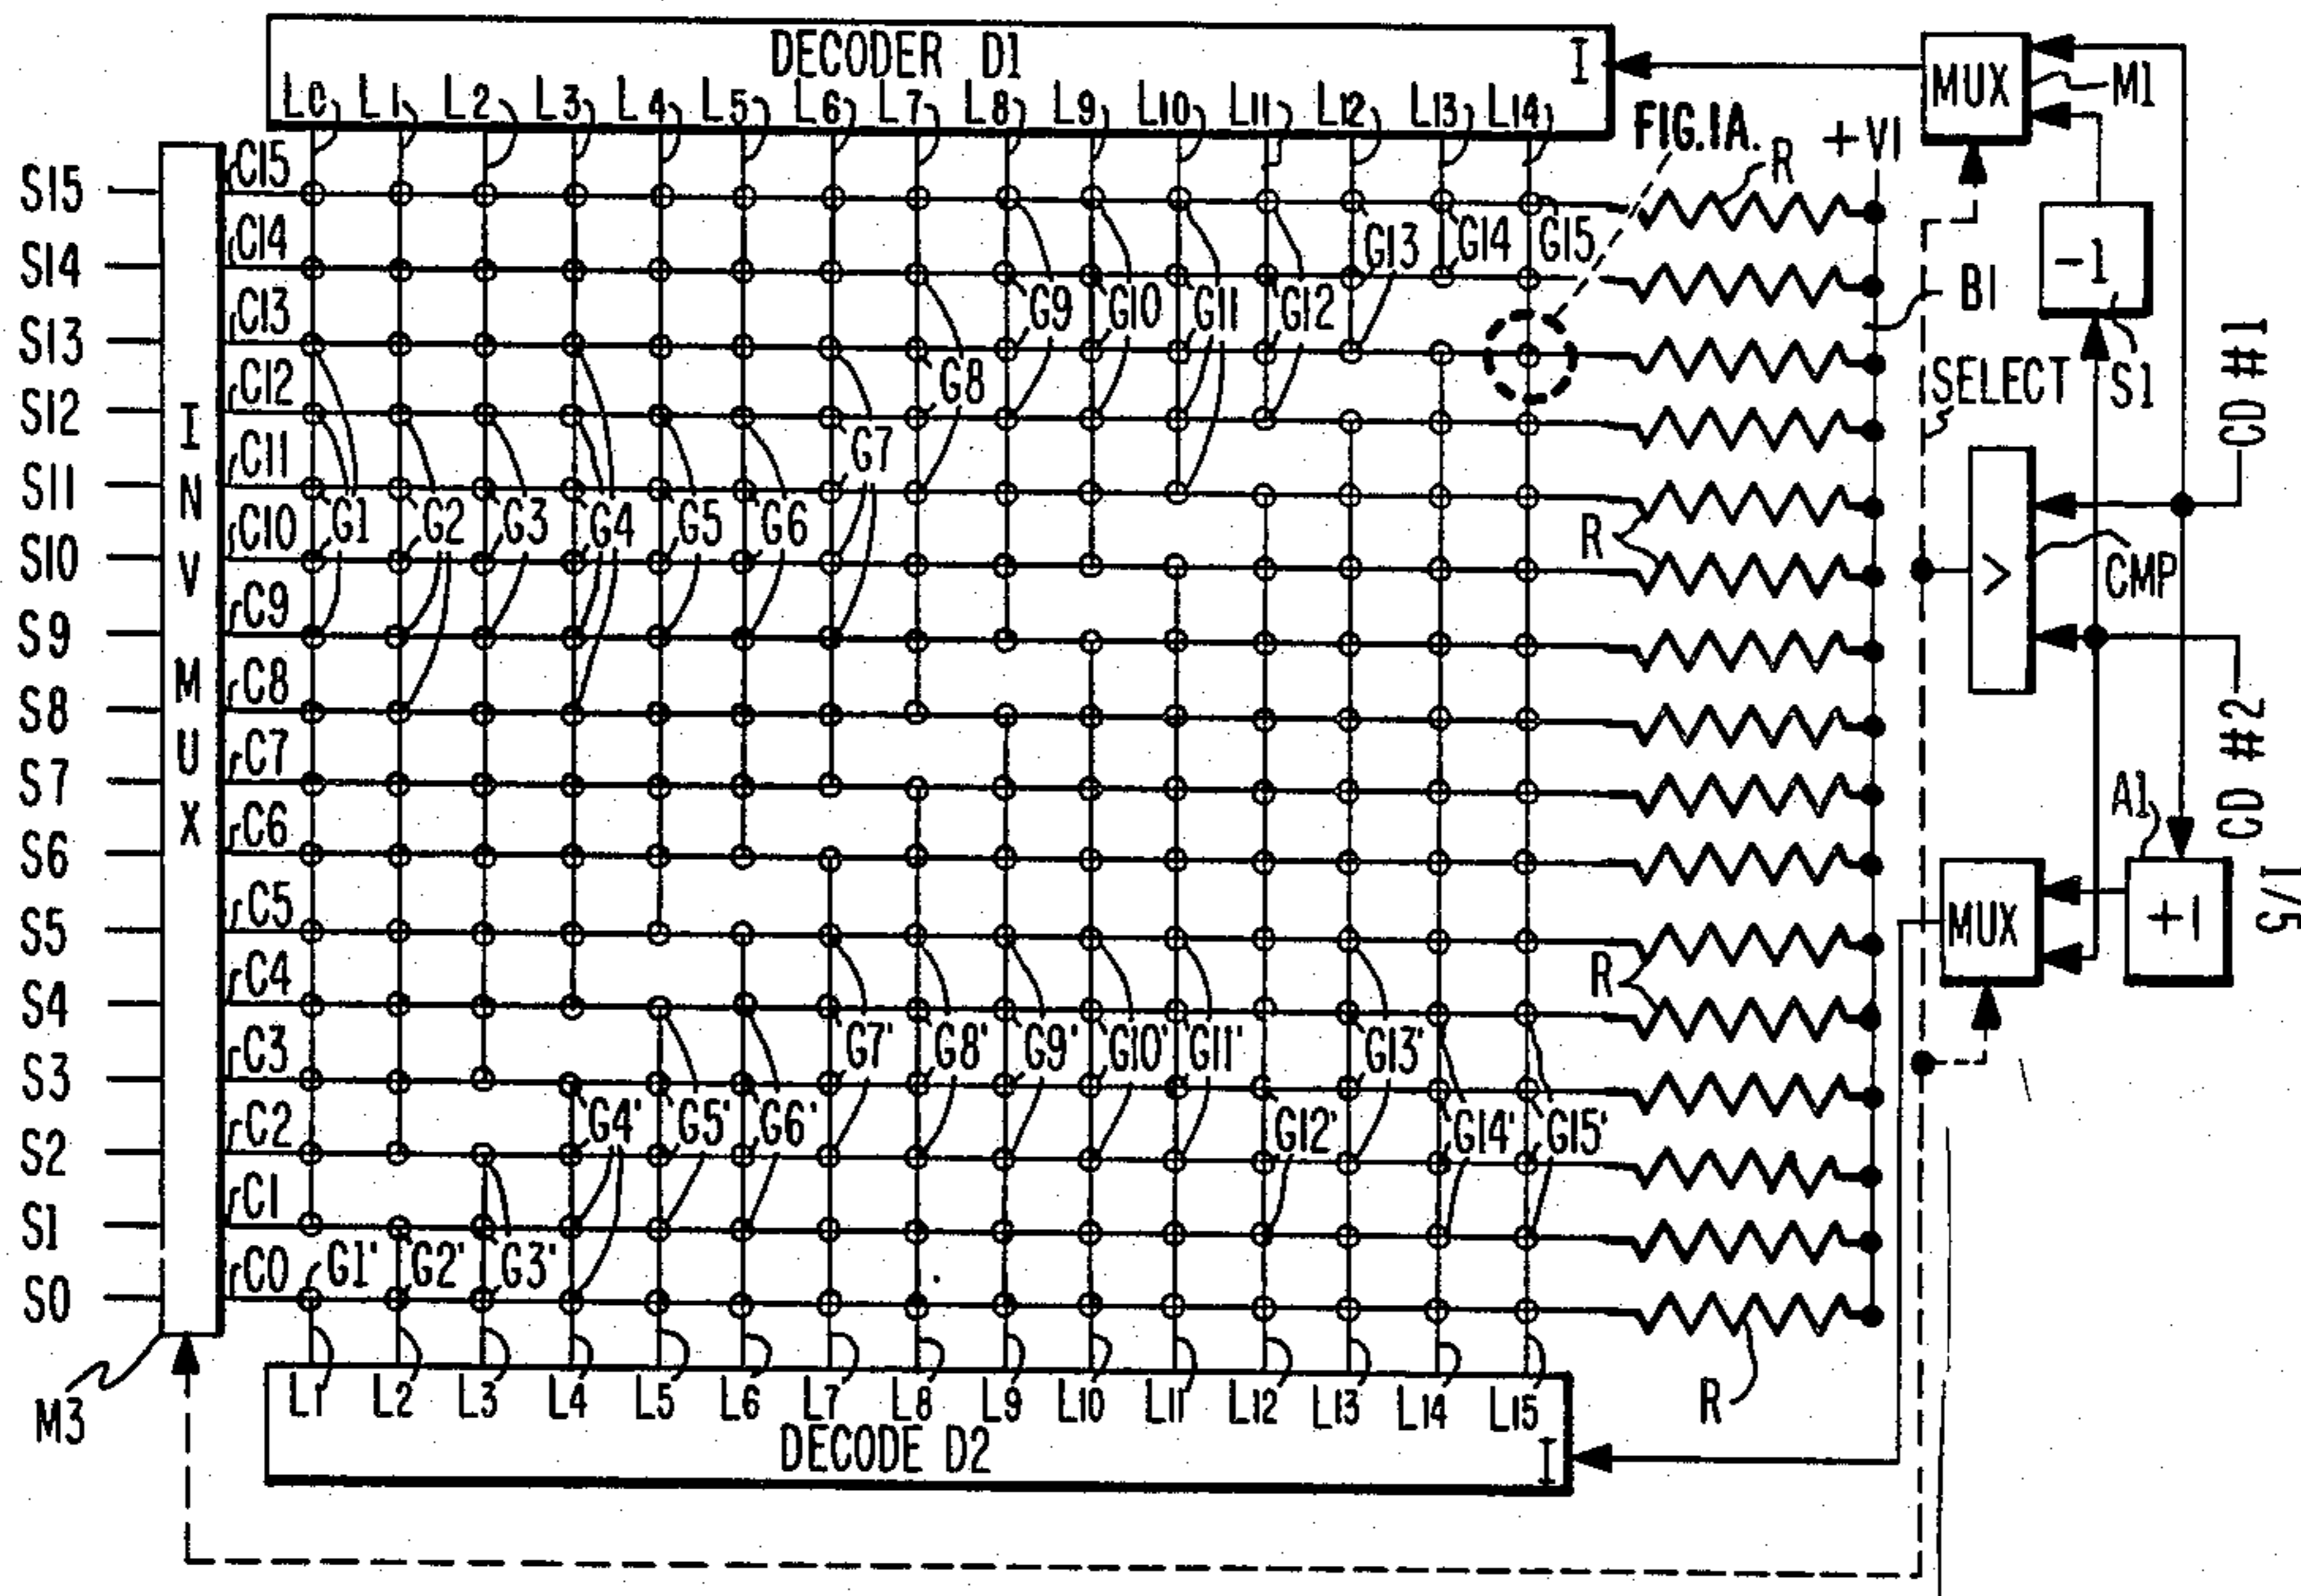 DECODER D1
I
L0 L1 L2 L3 L4 L5 L6 L7 L8 L9 L10 L11 L12 L13 L14
MUX
M1
FIG.1A.
+V1
R
S15 C15
S14 C14
G13 G14 G15
-1
S1
B1
S13 C13
G9 G10 G11 G12
CD #1
SELECT
S12 C12
G8
S11 C11
G7
S10 C10
G1 G2 G3 G4 G5 G6
R
>
CMP
S9 C9
S8 C8
CD #2
S7 C7
S6 C6
A1
+1
MUX
1/5
S5 C5
S4 C4
R
G7' G8' G9' G10' G11' G13'
S3 C3
G4' G5' G6' G12' G14' G15'
S2 C2
S1 C1
G1' G2' G3'
S0 C0
INV MUX
M3
R
L1 L2 L3 L4 L5 L6 L7 L8 L9 L10 L11 L12 L13 L14 L15
DECODE D2
I